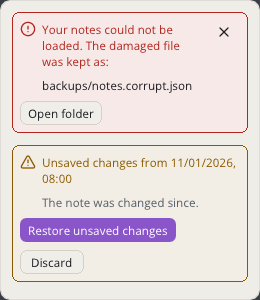 Your notes could not be
loaded. The damaged file
was kept as:
backups/notes.corrupt.json
Open folder
Unsaved changes from 11/01/2026,
08:00
The note was changed since.
Restore unsaved changes
Discard